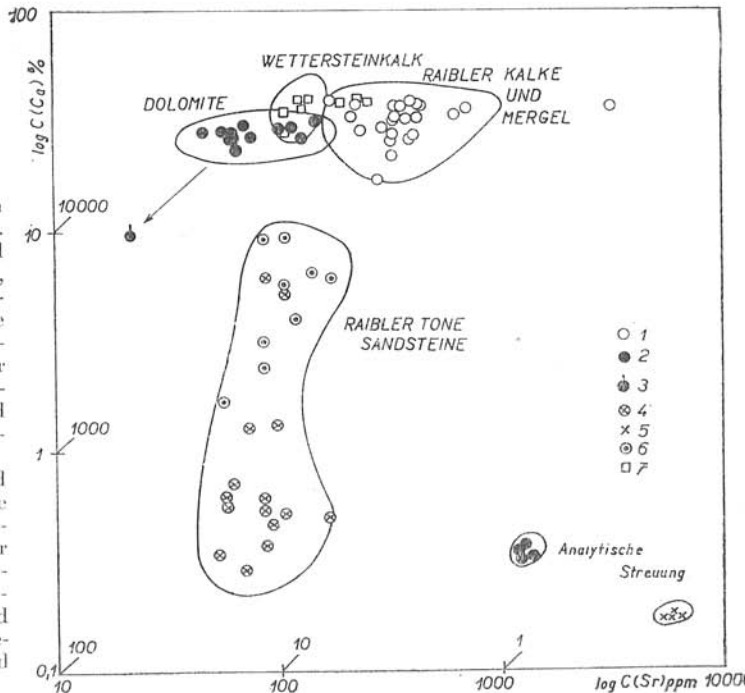 100
log C(Ca) %
WETTERSTEINKALK
RAIBLER KALKE
UND
MERGEL
DOLOMITE
10000
10
RAIBLER TONE
SANDSTEINE
1
2
3
4
5
6
7
1000
1
Analytische
Streuung
0,1
100
10
1
10
100
1000
log C(Sr)ppm 10000